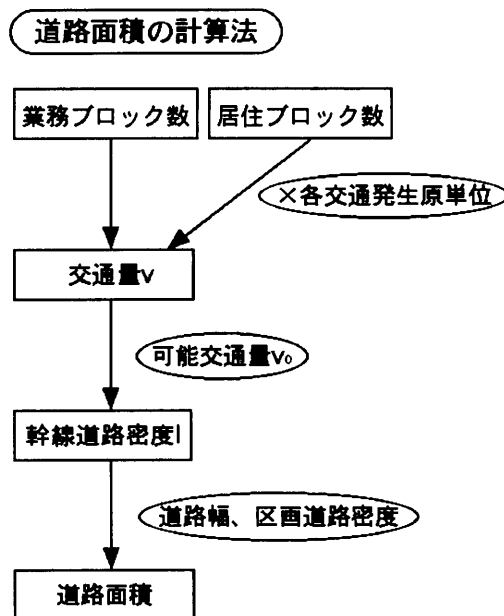 道路面積の計算法
業務ブロック数
居住ブロック数
×各交通発生原単位
交通量v
可能交通量v₀
幹線道路密度l
道路幅、区画道路密度
道路面積